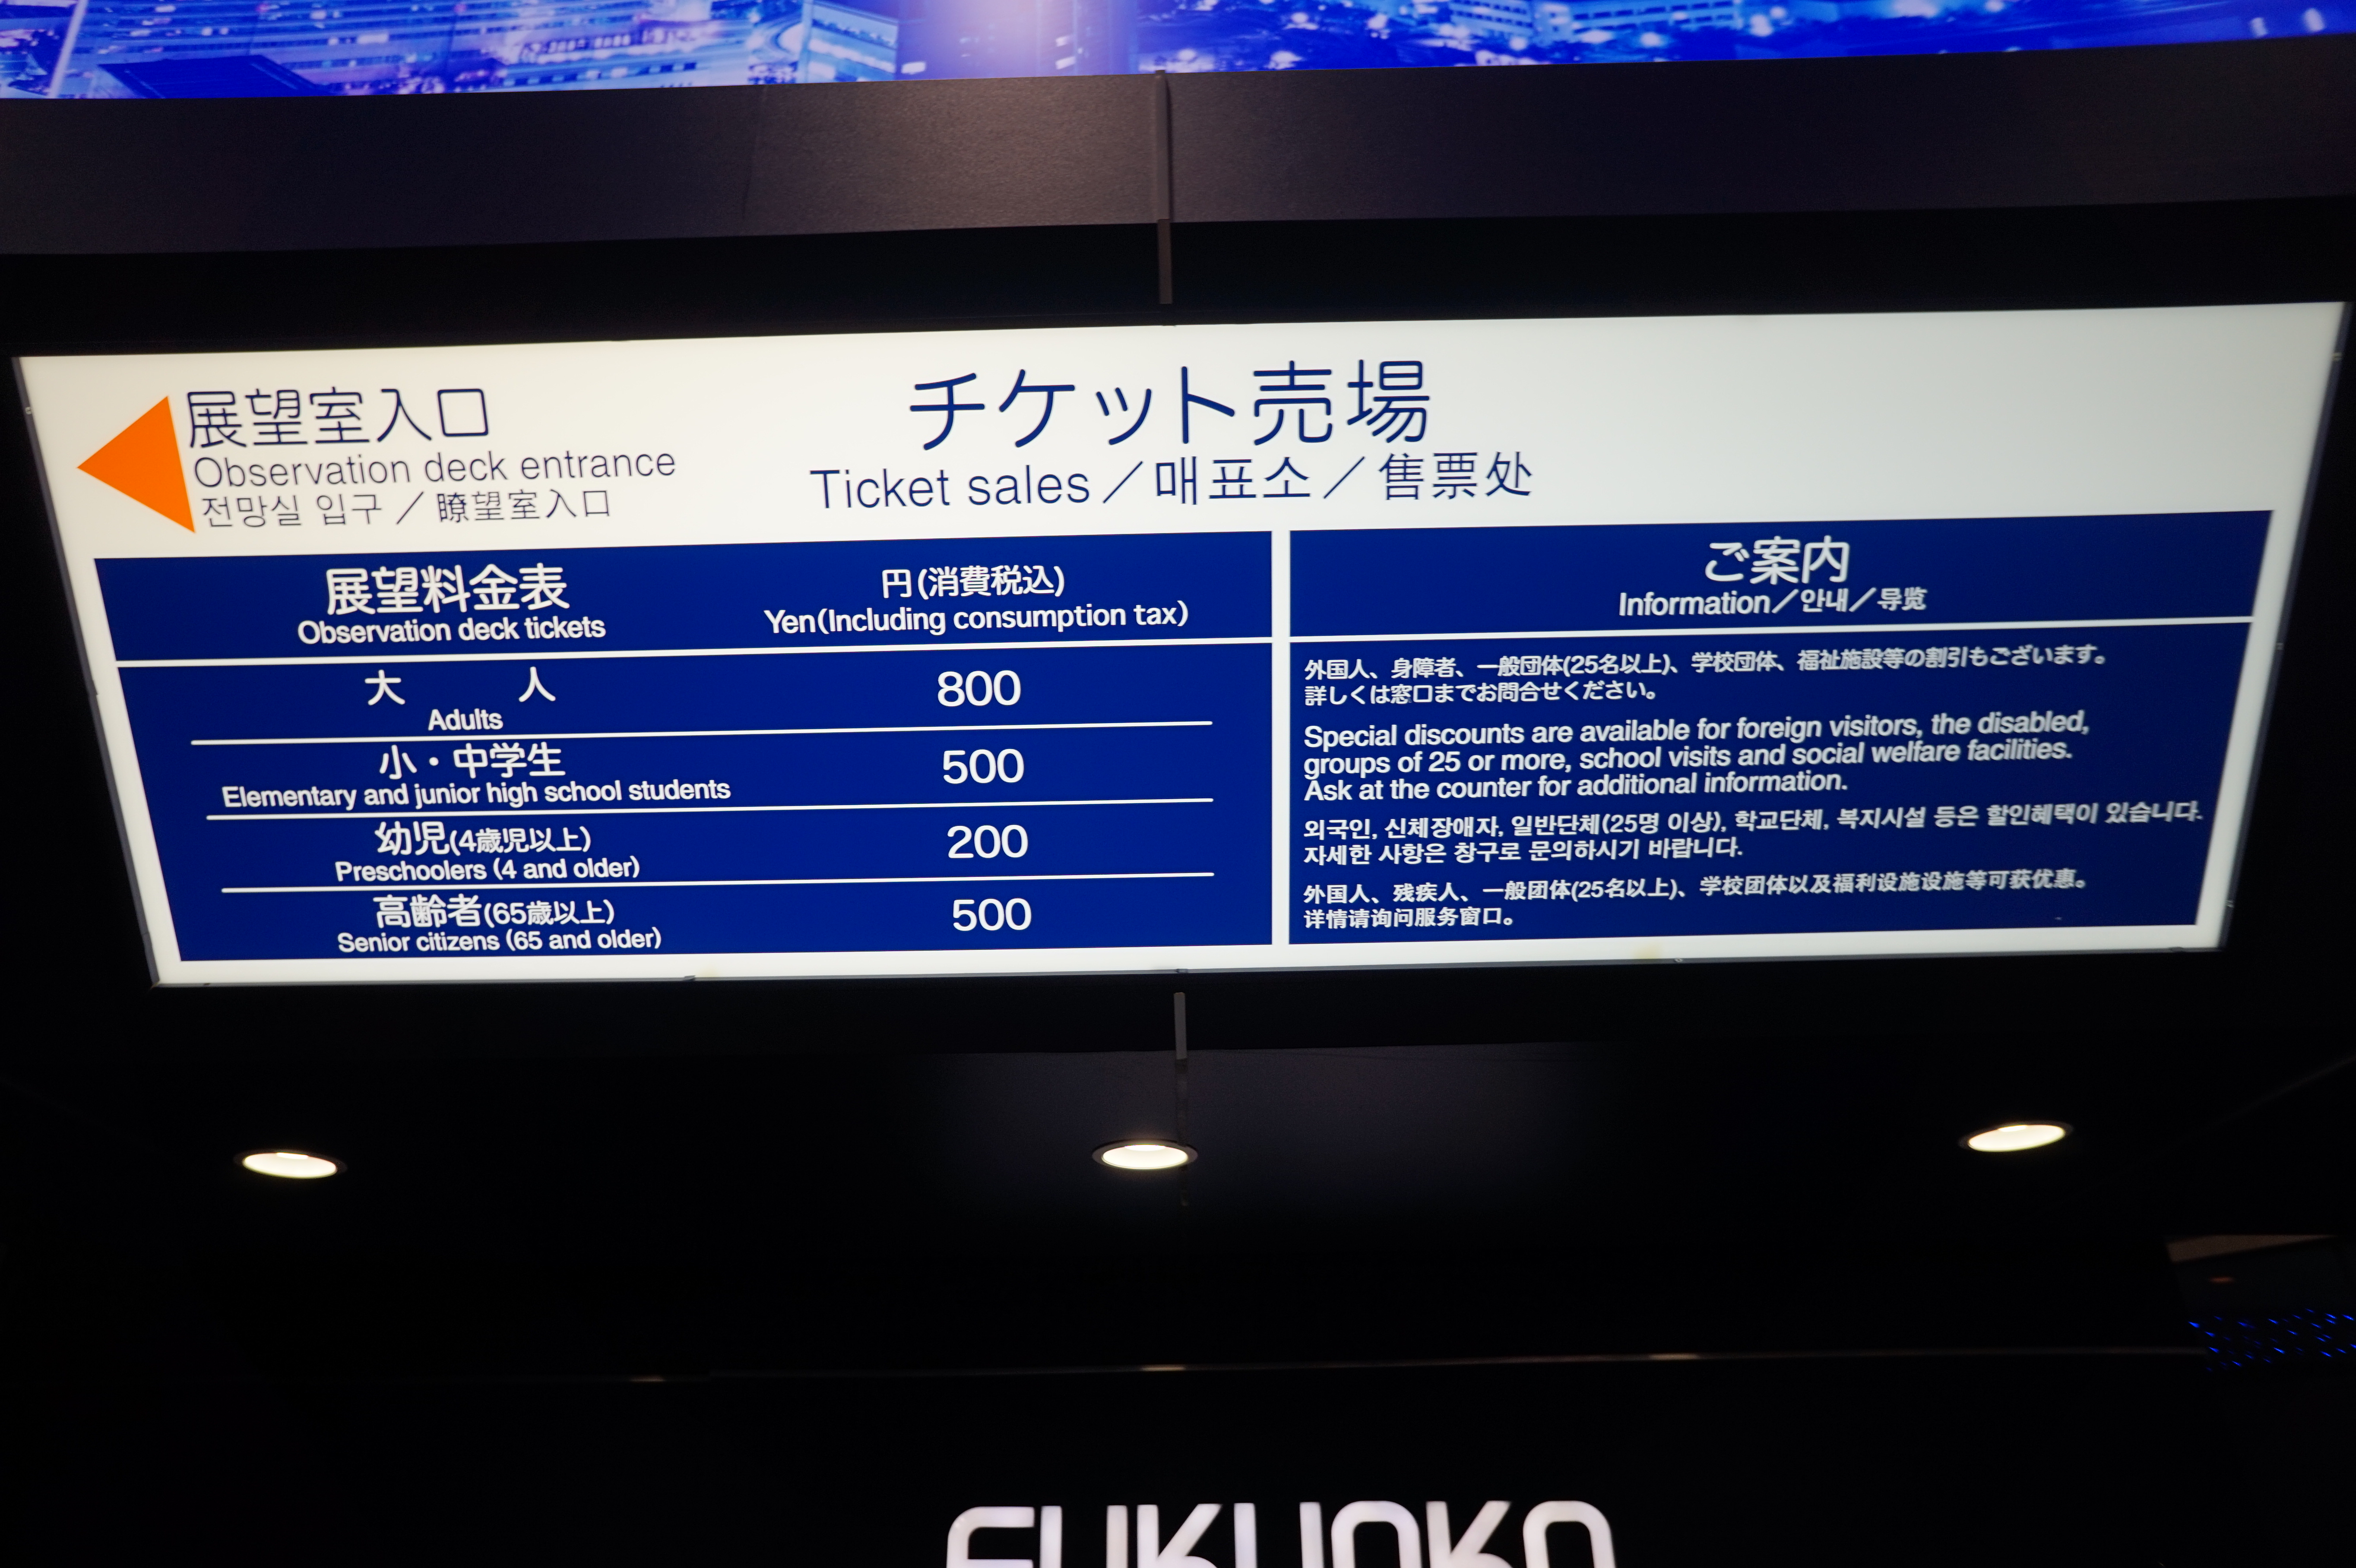 展望室入口
Observation deck entrance
전망실 입구／瞭望室入口
チケット売場
Ticket sales／매표소／售票处
展望料金表
Observation deck tickets
円(消費税込)
Yen(Including consumption tax)
大　人
Adults
800
小・中学生
Elementary and junior high school students
500
幼児(4歳児以上)
Preschoolers (4 and older)
200
高齢者(65歳以上)
Senior citizens (65 and older)
500
ご案内
Information／안내／导览
外国人、身障者、一般団体(25名以上)、学校団体、福祉施設等の割引もございます。
詳しくは窓口までお問合せください。
Special discounts are available for foreign visitors, the disabled,
groups of 25 or more, school visits and social welfare facilities.
Ask at the counter for additional information.
외국인, 신체장애자, 일반단체(25명 이상), 학교단체, 복지시설 등은 할인혜택이 있습니다.
자세한 사항은 창구로 문의하시기 바랍니다.
外国人、残疾人、一般团体(25名以上)、学校团体以及福利设施设施等可获优惠。
详情请询问服务窗口。
FUKUOKA